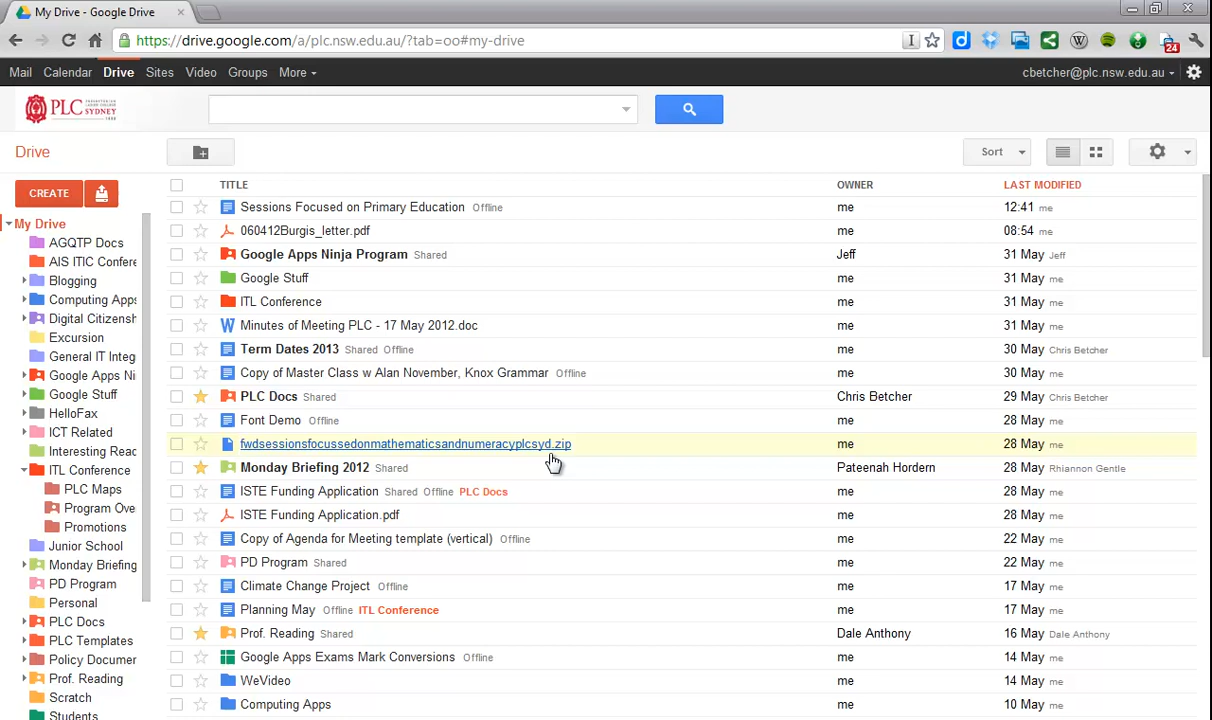 My Drive - Google Drive
https://drive.google.com/a/plc.nsw.edu.au/?tab=oo#my-drive
24
Mail Calendar Drive Sites Video Groups More
cbetcher@plc.nsw.edu.au
PLC SYDNEY
Drive
Sort
CREATE
TITLE OWNER LAST MODIFIED
My Drive
AGQTP Docs
AIS ITIC Confere
Blogging
Computing Apps
Digital Citizensh
Excursion
General IT Integ
Google Apps Ni
Google Stuff
HelloFax
ICT Related
Interesting Read
ITL Conference
PLC Maps
Program Ove
Promotions
Junior School
Monday Briefing
PD Program
Personal
PLC Docs
PLC Templates
Policy Documen
Prof. Reading
Scratch
Students
Sessions Focused on Primary Education Offline me 12:41 me
060412Burgis_letter.pdf me 08:54 me
Google Apps Ninja Program Shared Jeff 31 May Jeff
Google Stuff me 31 May me
ITL Conference me 31 May me
Minutes of Meeting PLC - 17 May 2012.doc me 31 May me
Term Dates 2013 Shared Offline me 30 May Chris Betcher
Copy of Master Class w Alan November, Knox Grammar Offline me 30 May me
PLC Docs Shared Chris Betcher 29 May Chris Betcher
Font Demo Offline me 28 May me
fwdsessionsfocussedonmathematicsandnumeracyplcsyd.zip me 28 May me
Monday Briefing 2012 Shared Pateenah Hordern 28 May Rhiannon Gentle
ISTE Funding Application Shared Offline PLC Docs me 28 May me
ISTE Funding Application.pdf me 28 May me
Copy of Agenda for Meeting template (vertical) Offline me 22 May me
PD Program Shared me 22 May me
Climate Change Project Offline me 17 May me
Planning May Offline ITL Conference me 17 May me
Prof. Reading Shared Dale Anthony 16 May Dale Anthony
Google Apps Exams Mark Conversions Offline me 14 May me
WeVideo me 14 May me
Computing Apps me 10 May me